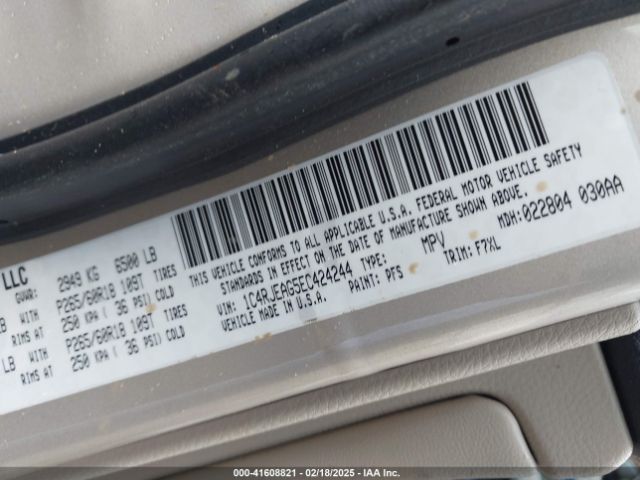 LLC
GVWR: 2949 KG 6500 LB
LB WITH P265/60R18 109T TIRES
RIMS AT 250 KPA ( 36 PSI) COLD
LB WITH P265/60R18 109T TIRES
RIMS AT 250 KPA ( 36 PSI) COLD
THIS VEHICLE CONFORMS TO ALL APPLICABLE U.S.A. FEDERAL MOTOR VEHICLE SAFETY
STANDARDS IN EFFECT ON THE DATE OF MANUFACTURE SHOWN ABOVE.
VIN: 1C4RJEAG5EC424244 TYPE: MPV MDH: 022804 030AA
VEHICLE MADE IN U.S.A. PAINT: PFS TRIM: F7XL
000-41608821 - 02/18/2025 - IAA Inc.